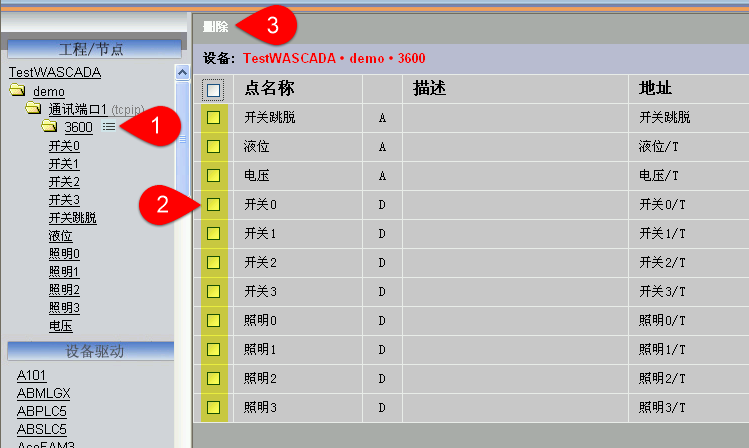 工程/节点
TestWASCADA
demo
通讯端口1 (tcpip)
3600
1
开关0
开关1
开关2
开关3
开关跳脱
液位
照明0
照明1
照明2
照明3
电压
设备驱动
A101
ABMLGX
ABPLC5
ABSLC5
删除
3
设备: TestWASCADA • demo • 3600
点名称 描述 地址
开关跳脱 A 开关跳脱
液位 A 液位/T
电压 A 电压/T
2
开关0 D 开关0/T
开关1 D 开关1/T
开关2 D 开关2/T
开关3 D 开关3/T
照明0 D 照明0/T
照明1 D 照明1/T
照明2 D 照明2/T
照明3 D 照明3/T